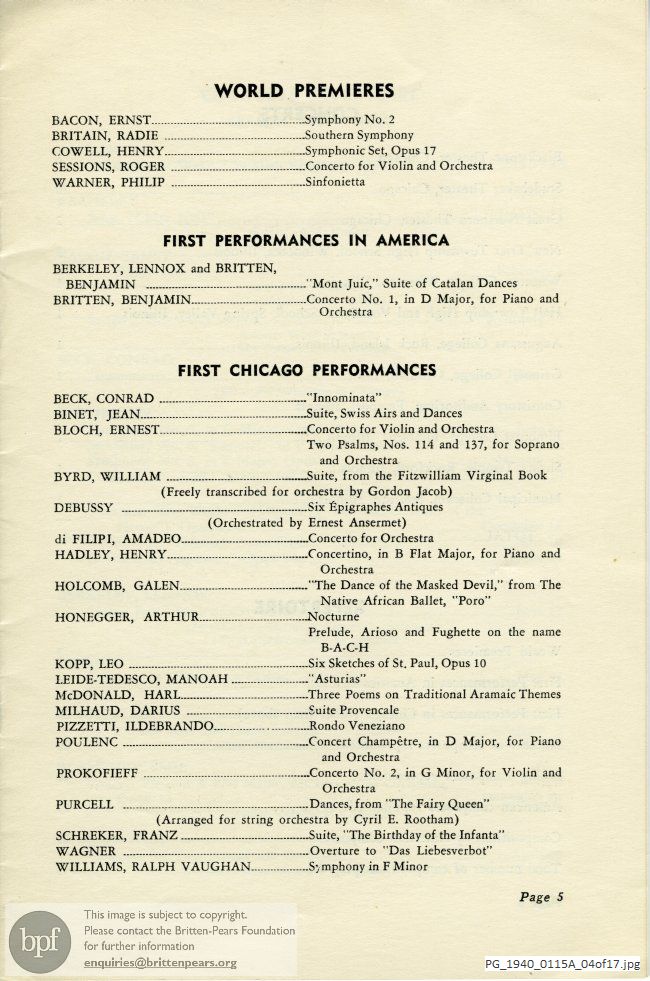 WORLD PREMIERES
BACON, ERNST Symphony No. 2
BRITAIN, RADIE Southern Symphony
COWELL, HENRY Symphonic Set, Opus 17
SESSIONS, ROGER Concerto for Violin and Orchestra
WARNER, PHILIP Sinfonietta
FIRST PERFORMANCES IN AMERICA
BERKELEY, LENNOX and BRITTEN,
BENJAMIN "Mont Juic," Suite of Catalan Dances
BRITTEN, BENJAMIN Concerto No. 1, in D Major, for Piano and
Orchestra
FIRST CHICAGO PERFORMANCES
BECK, CONRAD "Innominata"
BINET, JEAN Suite, Swiss Airs and Dances
BLOCH, ERNEST Concerto for Violin and Orchestra
Two Psalms, Nos. 114 and 137, for Soprano
and Orchestra
BYRD, WILLIAM Suite, from the Fitzwilliam Virginal Book
(Freely transcribed for orchestra by Gordon Jacob)
DEBUSSY Six Épigraphes Antiques
(Orchestrated by Ernest Ansermet)
di FILIPI, AMADEO Concerto for Orchestra
HADLEY, HENRY Concertino, in B Flat Major, for Piano and
Orchestra
HOLCOMB, GALEN "The Dance of the Masked Devil," from The
Native African Ballet, "Poro"
HONEGGER, ARTHUR Nocturne
Prelude, Arioso and Fughette on the name
B-A-C-H
KOPP, LEO Six Sketches of St. Paul, Opus 10
LEIDE-TEDESCO, MANOAH "Asturias"
McDONALD, HARL Three Poems on Traditional Aramaic Themes
MILHAUD, DARIUS Suite Provencale
PIZZETTI, ILDEBRANDO Rondo Veneziano
POULENC Concert Champêtre, in D Major, for Piano
and Orchestra
PROKOFIEFF Concerto No. 2, in G Minor, for Violin and
Orchestra
PURCELL Dances, from "The Fairy Queen"
(Arranged for string orchestra by Cyril E. Rootham)
SCHREKER, FRANZ Suite, "The Birthday of the Infanta"
WAGNER Overture to "Das Liebesverbot"
WILLIAMS, RALPH VAUGHAN Symphony in F Minor
Page 5
bpf
This image is subject to copyright.
Please contact the Britten-Pears Foundation
for further information
enquiries@brittenpears.org
PG_1940_0115A_04of17.jpg